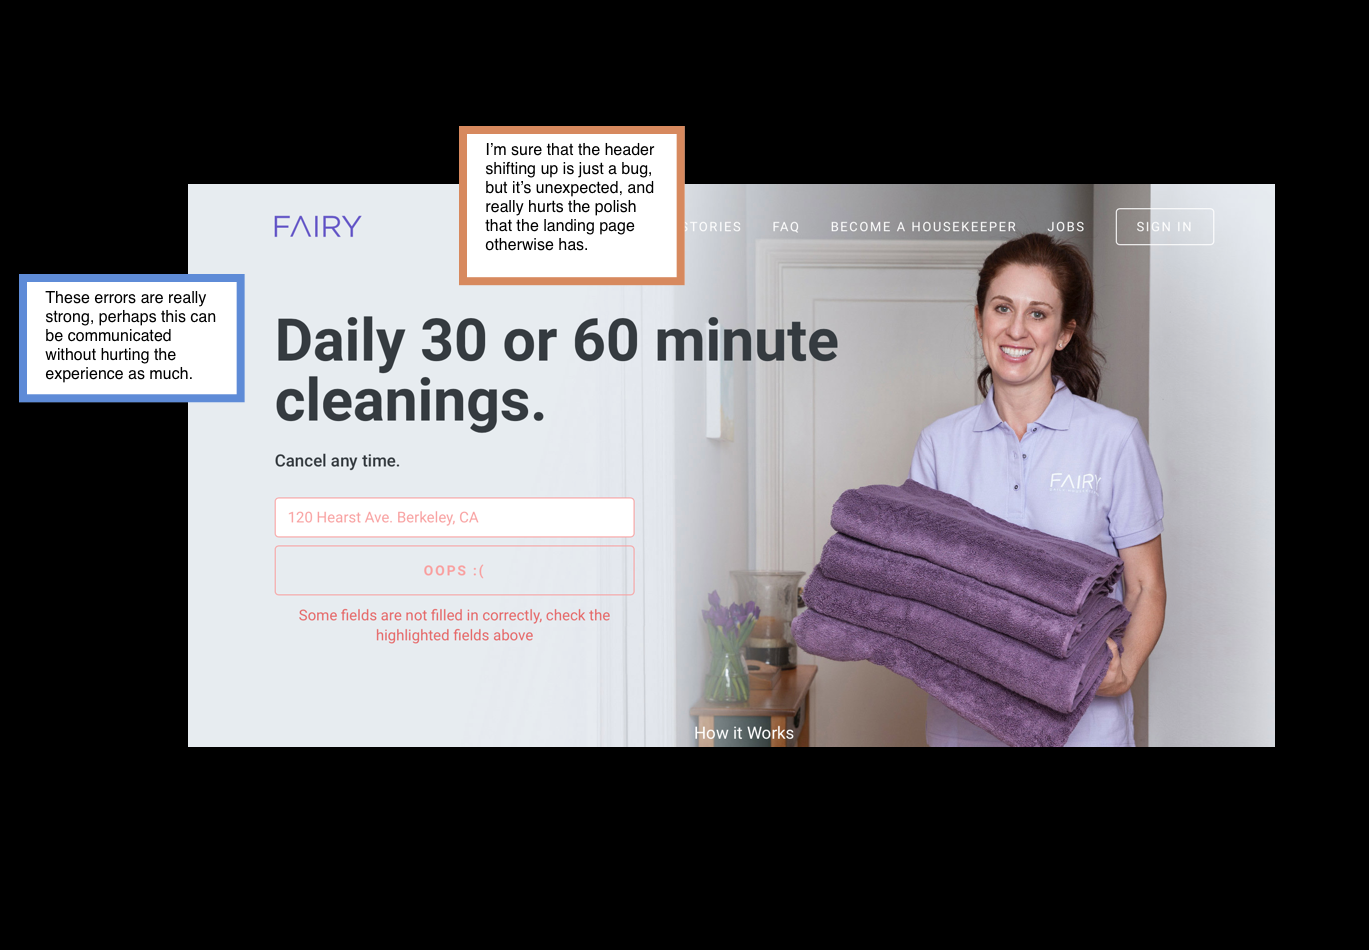 I’m sure that the header
shifting up is just a bug,
but it’s unexpected, and
really hurts the polish
that the landing page
otherwise has.
FAIRY
STORIES FAQ BECOME A HOUSEKEEPER JOBS SIGN IN
These errors are really
strong, perhaps this can
be communicated
without hurting the
experience as much.
Daily 30 or 60 minute
cleanings.
Cancel any time.
FAIRY
120 Hearst Ave. Berkeley, CA
OOPS :(
Some fields are not filled in correctly, check the
highlighted fields above
How it Works